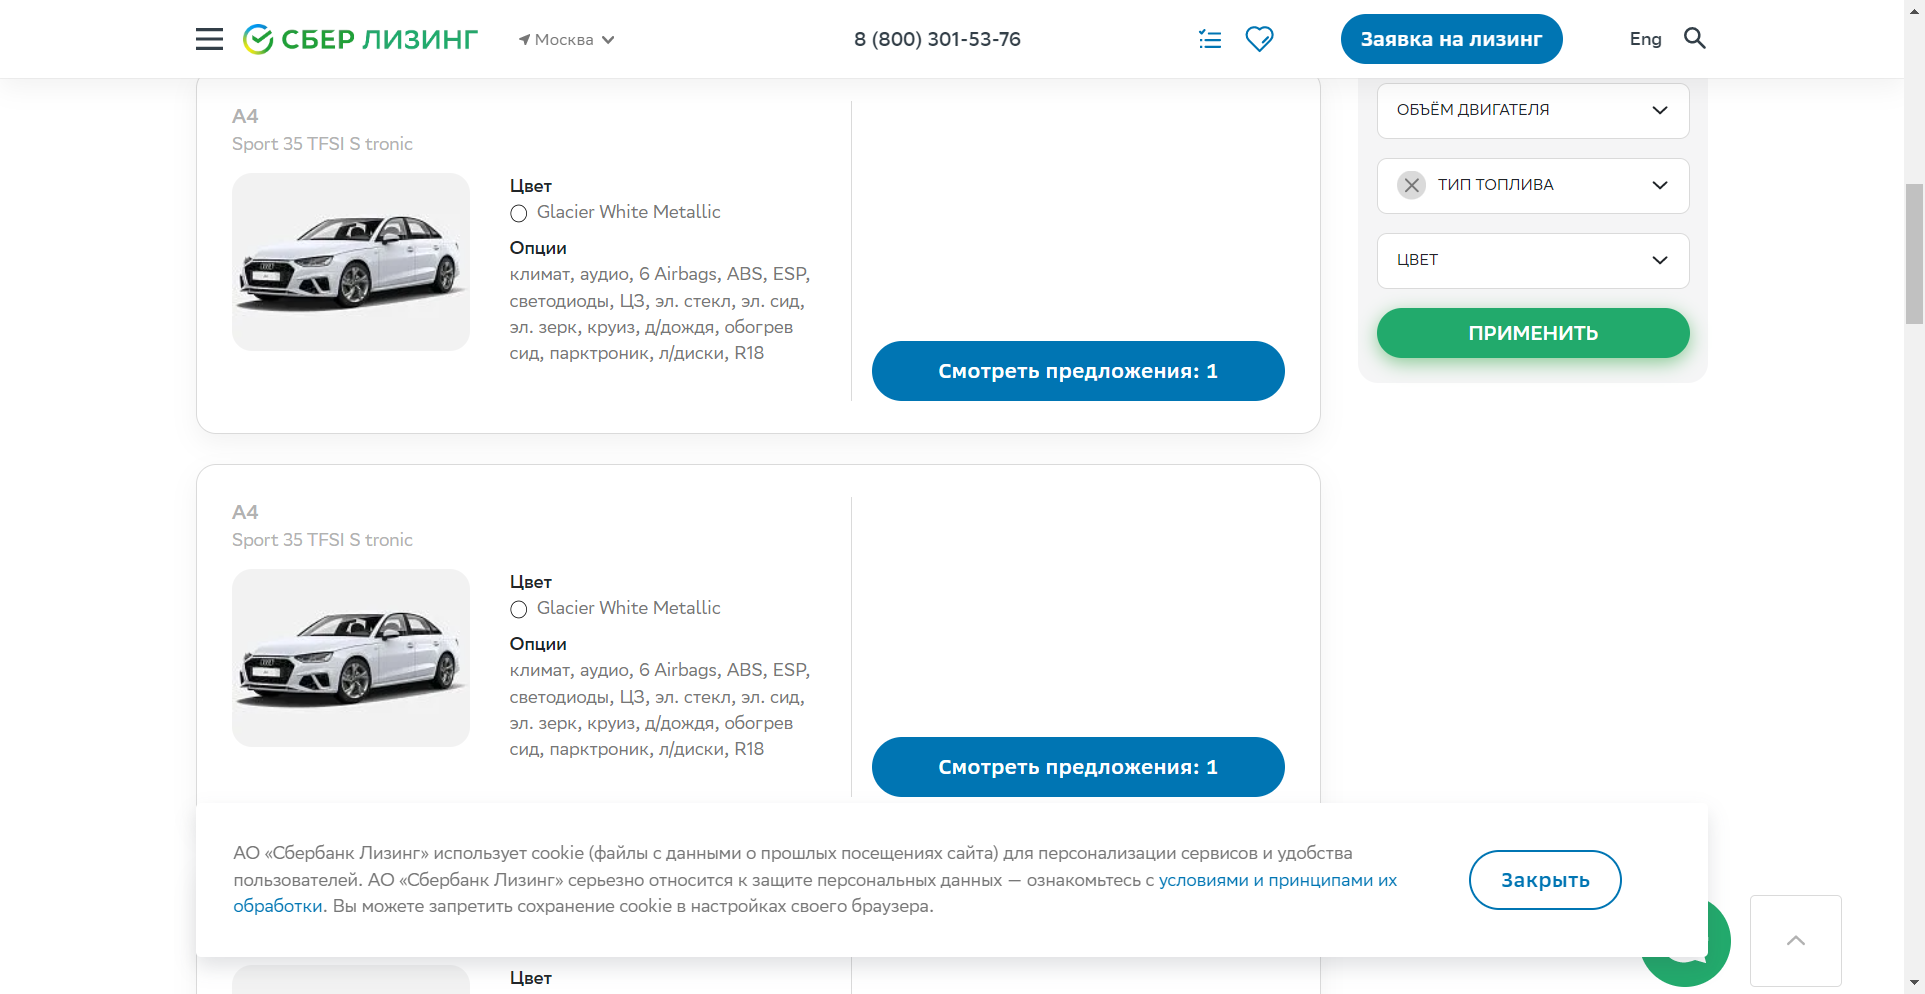 СБЕР ЛИЗИНГ
Москва
8 (800) 301-53-76
Заявка на лизинг
Eng
A4
Sport 35 TFSI S tronic
Цвет
Glacier White Metallic
Опции
климат, аудио, 6 Airbags, ABS, ESP,
светодиоды, ЦЗ, эл. стекл, эл. сид,
эл. зерк, круиз, д/дождя, обогрев
сид, парктроник, л/диски, R18
Смотреть предложения: 1
ОБЪЁМ ДВИГАТЕЛЯ
ТИП ТОПЛИВА
ЦВЕТ
ПРИМЕНИТЬ
A4
Sport 35 TFSI S tronic
Цвет
Glacier White Metallic
Опции
климат, аудио, 6 Airbags, ABS, ESP,
светодиоды, ЦЗ, эл. стекл, эл. сид,
эл. зерк, круиз, д/дождя, обогрев
сид, парктроник, л/диски, R18
Смотреть предложения: 1
АО «Сбербанк Лизинг» использует cookie (файлы с данными о прошлых посещениях сайта) для персонализации сервисов и удобства
пользователей. АО «Сбербанк Лизинг» серьезно относится к защите персональных данных — ознакомьтесь с условиями и принципами их
обработки. Вы можете запретить сохранение cookie в настройках своего браузера.
Закрыть
Цвет